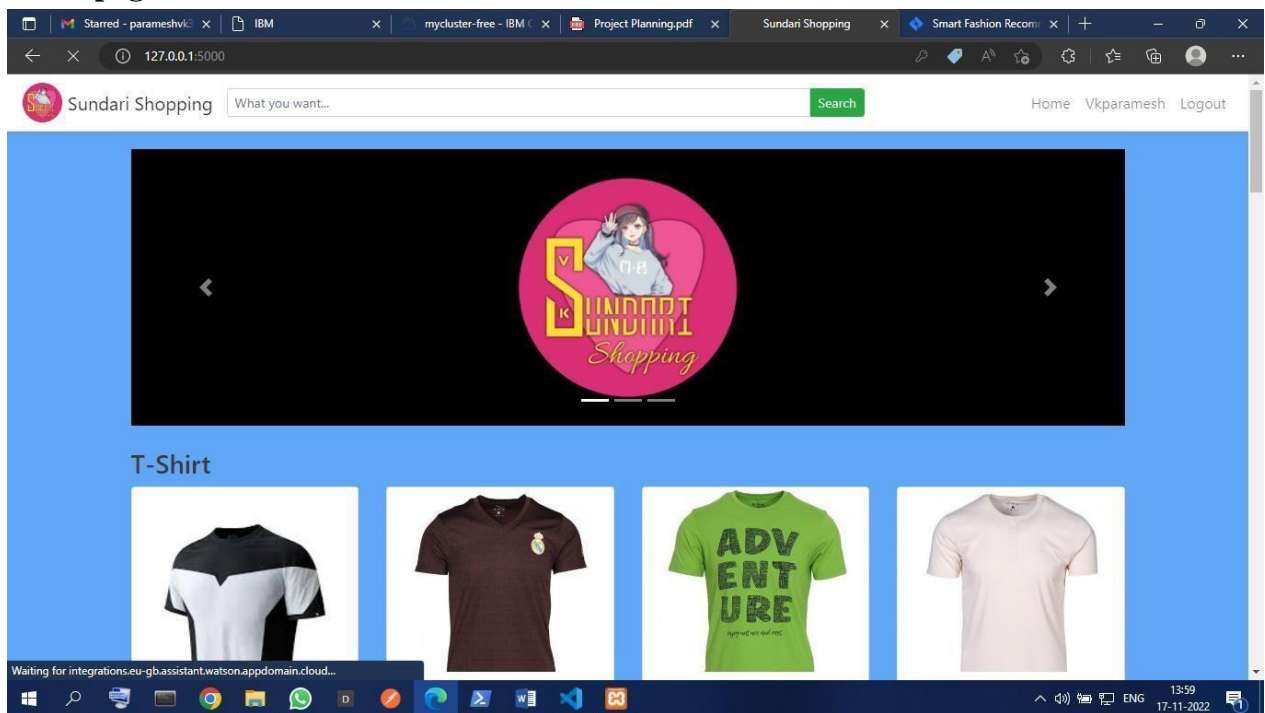 Starred - parameshvk3
IBM
mycluster-free - IBM C
Project Planning.pdf
Sundari Shopping
Smart Fashion Recom
127.0.0.1:5000
Sundari Shopping
What you want...
Search
Home Vkparamesh Logout
V
K
SUNDARI
Shopping
T-Shirt
ADV
ENT
URE
Waiting for integrations.eu-gb.assistant.watson.appdomain.cloud...
ENG
13:59
17-11-2022